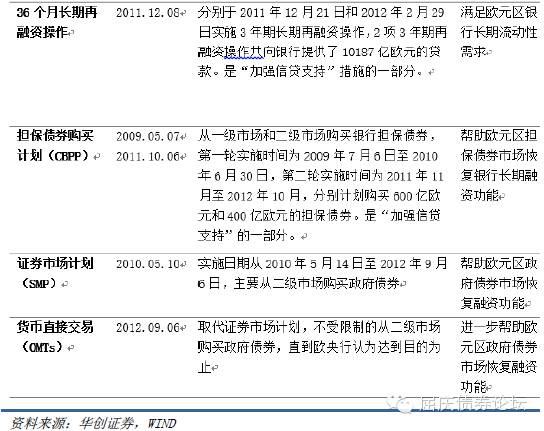 36 个月长期再
融资操作
2011.12.08
分别于 2011 年 12 月 21 日和 2012 年 2 月 29
日实施 3 年期长期再融资操作，2 项 3 年期再
融资操作共向银行提供了 10187 亿欧元的贷
款。是“加强信贷支持”措施的一部分。
满足欧元区银
行长期流动性
需求
担保债券购买
计划（CBPP）
2009.05.07
2011.10.06
从一级市场和二级市场购买银行担保债券，
第一轮实施时间为 2009 年 7 月 6 日至 2010
年 6 月 30 日，第二轮实施时间为 2011 年 11
月至 2012 年 10 月，分别计划购买 600 亿欧
元和 400 亿欧元的担保债券。是“加强信贷
支持”的一部分。
帮助欧元区担
保债券市场恢
复银行长期融
资功能
证券市场计划
（SMP）
2010.05.10
实施日期从 2010 年 5 月 14 日至 2012 年 9 月
6 日，主要从二级市场购买政府债券
帮助欧元区政
府债券市场恢
复融资功能
货币直接交易
（OMTs）
2012.09.06
取代证券市场计划，不受限制的从二级市场
购买政府债券，直到欧央行认为达到目的为
止
进一步帮助欧
元区政府债券
市场恢复融资
功能
屈庆债券论坛
资料来源：华创证券，WIND